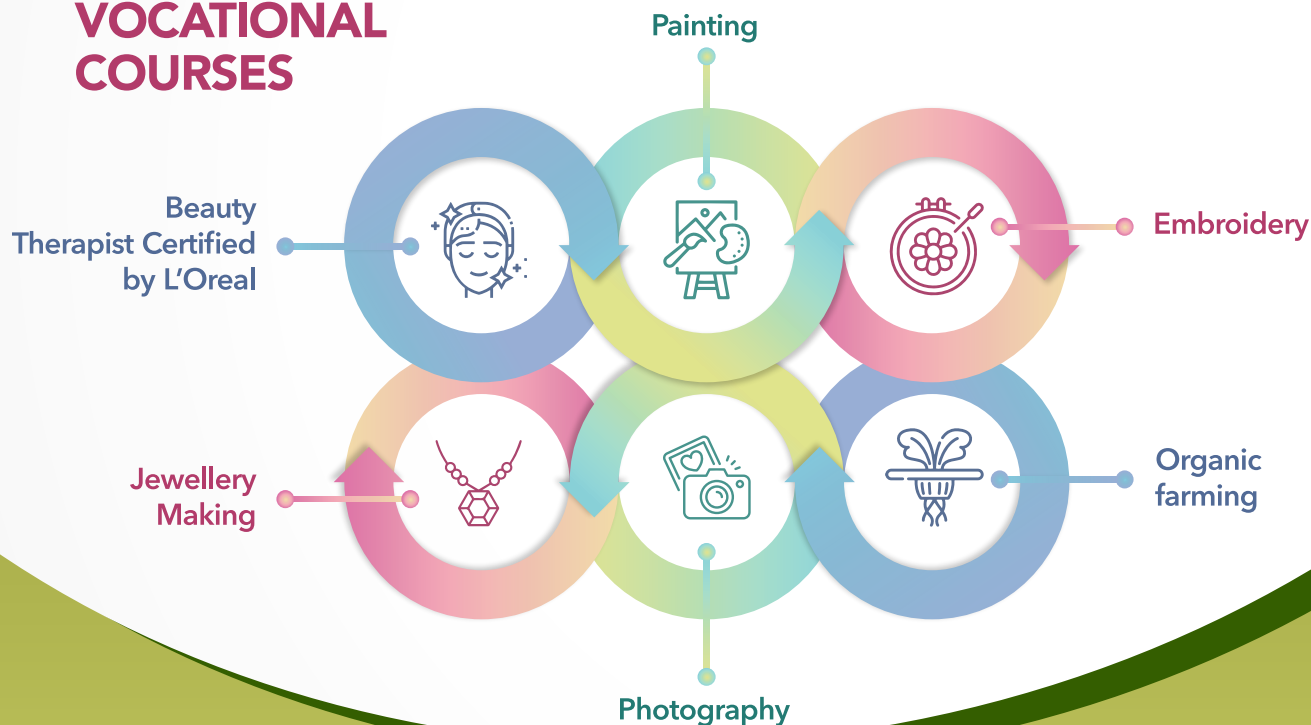 VOCATIONAL
COURSES
Painting
Beauty
Therapist Certified
by L'Oreal
Embroidery
Jewellery
Making
Organic
farming
Photography